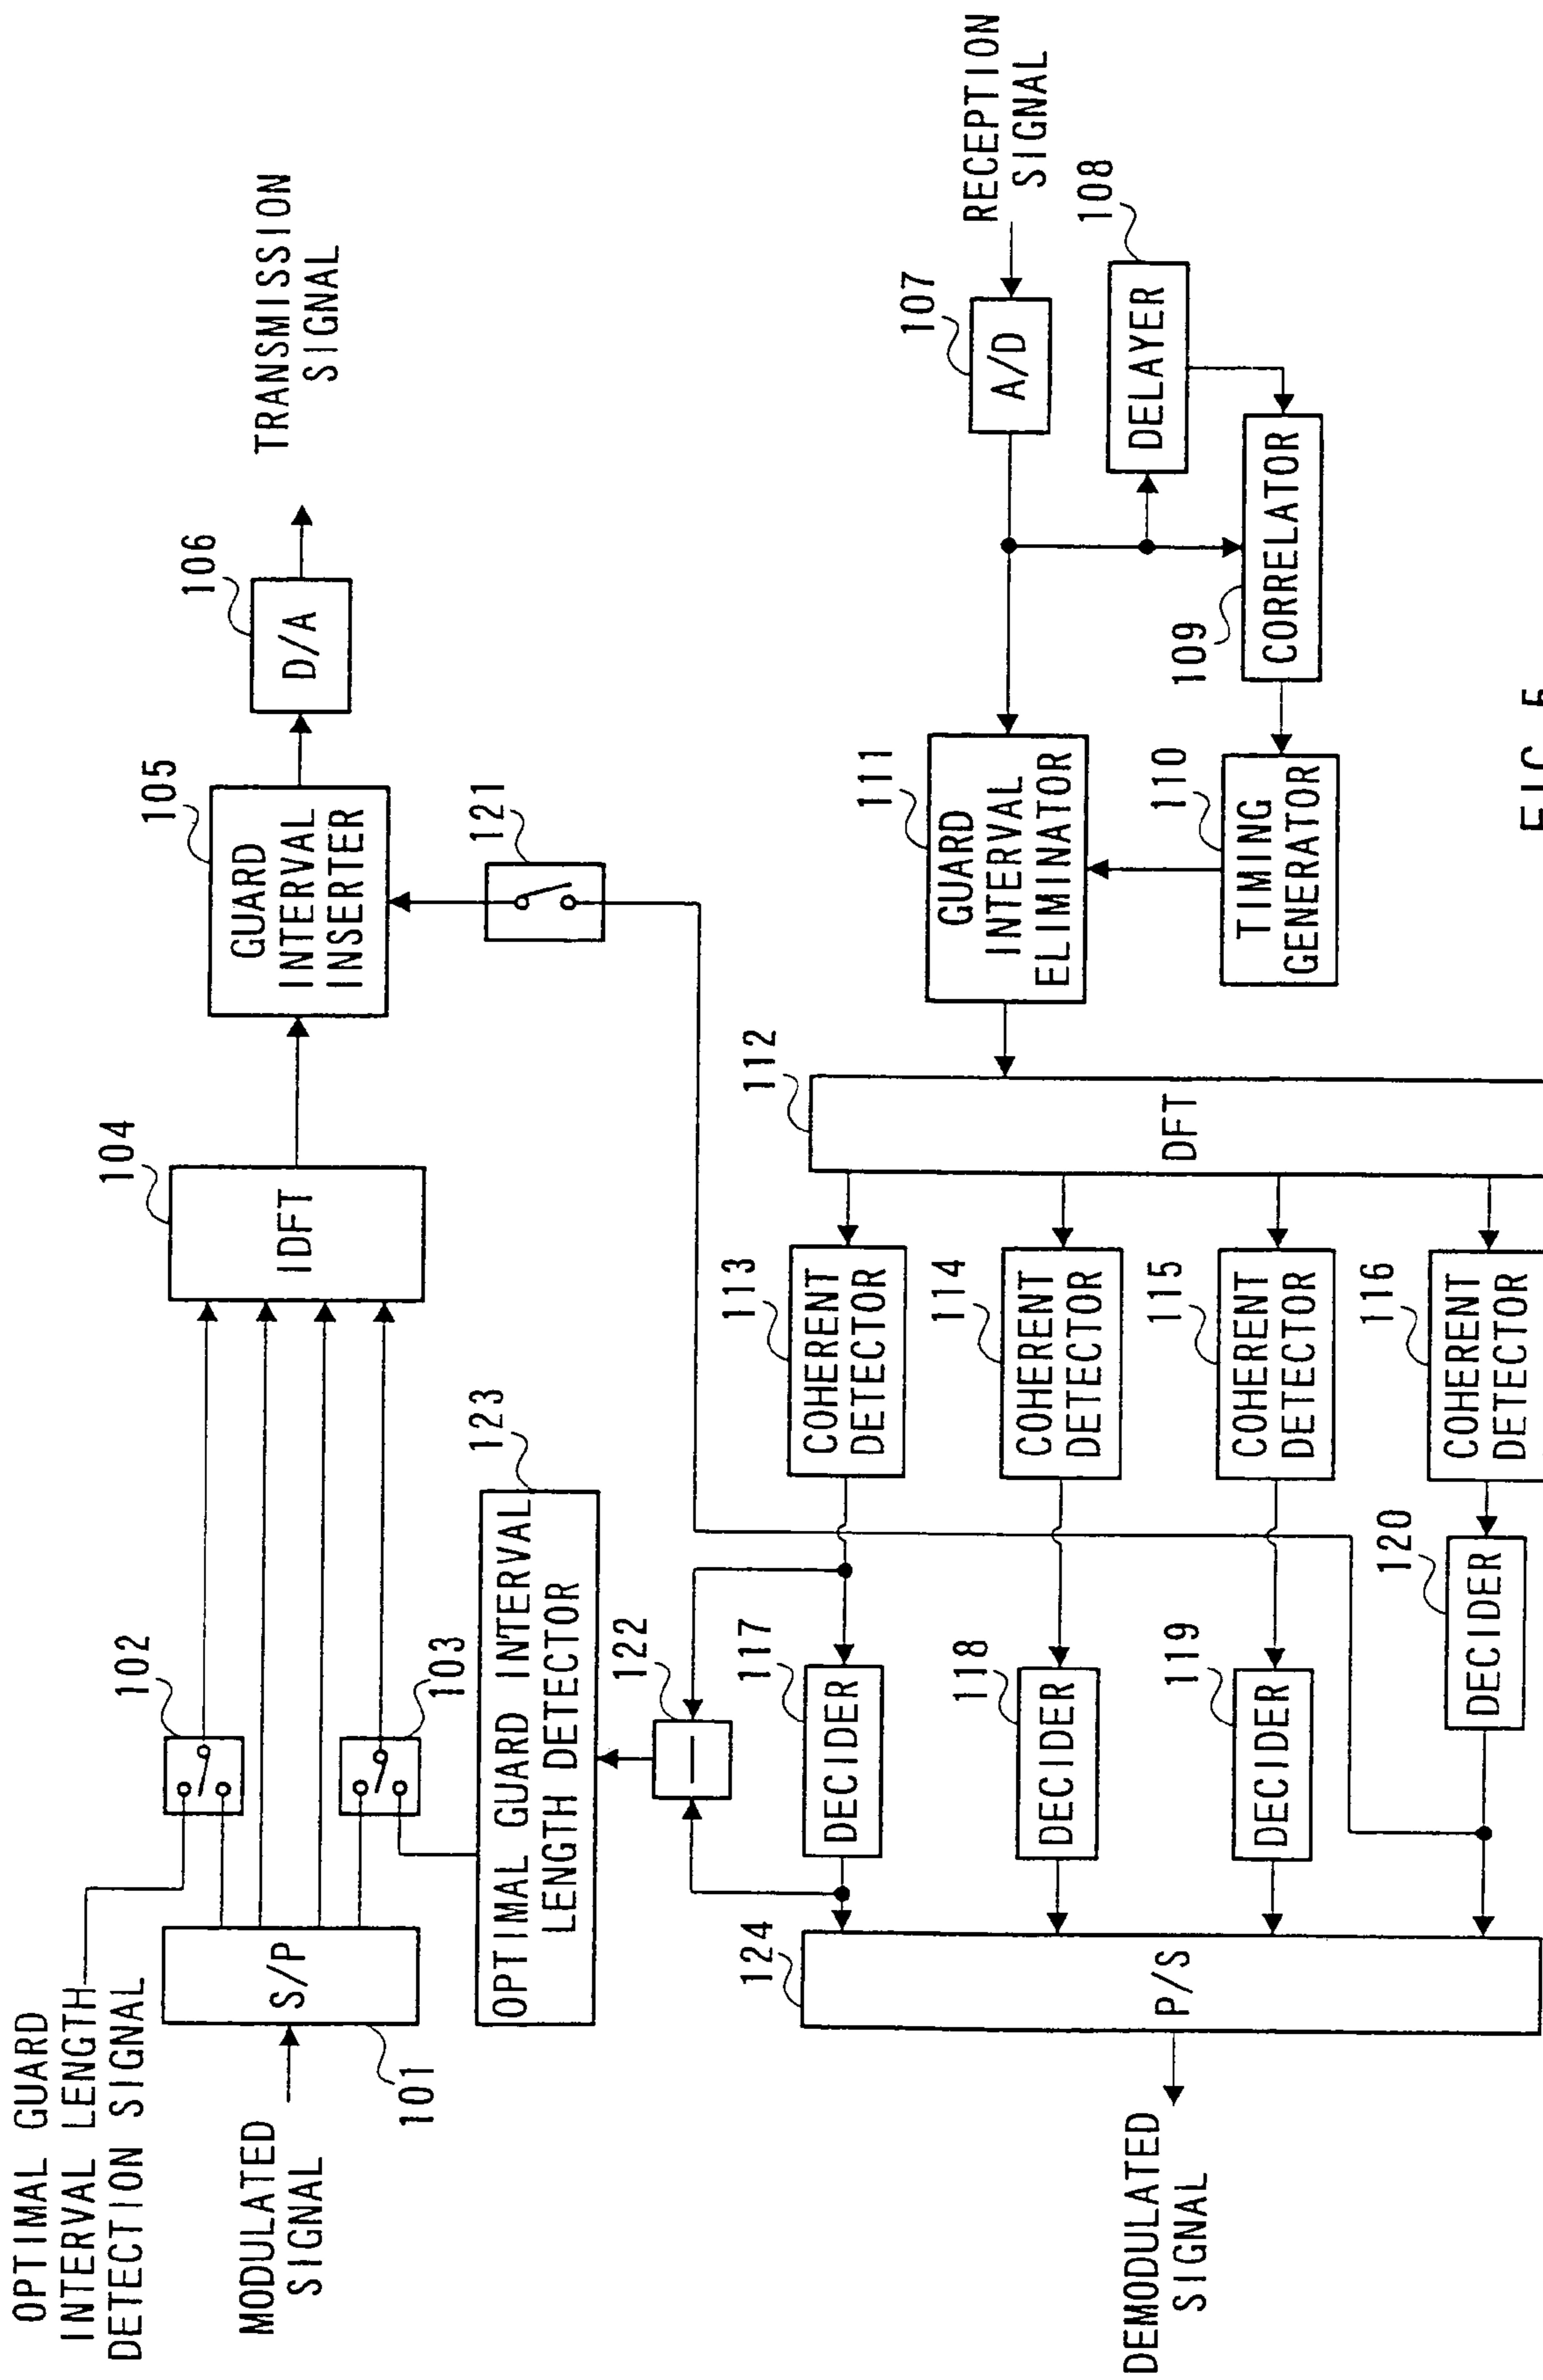 OPTIMAL GUARD
INTERVAL LENGTH
DETECTION SIGNAL
MODULATED
SIGNAL
101
S/P
102
103
104
IDFT
105
GUARD
INTERVAL
INSERTER
106
D/A
TRANSMISSION
SIGNAL
121
123
OPTIMAL GUARD INTERVAL
LENGTH DETECTOR
122
RECEPTION
SIGNAL
107
A/D
108
DELAYER
109
CORRELATOR
110
TIMING
GENERATOR
111
GUARD
INTERVAL
ELIMINATOR
112
DFT
113
COHERENT
DETECTOR
114
COHERENT
DETECTOR
115
COHERENT
DETECTOR
116
COHERENT
DETECTOR
117
DECIDER
118
DECIDER
119
DECIDER
120
DECIDER
124
P/S
DEMODULATED
SIGNAL
FIG. 5